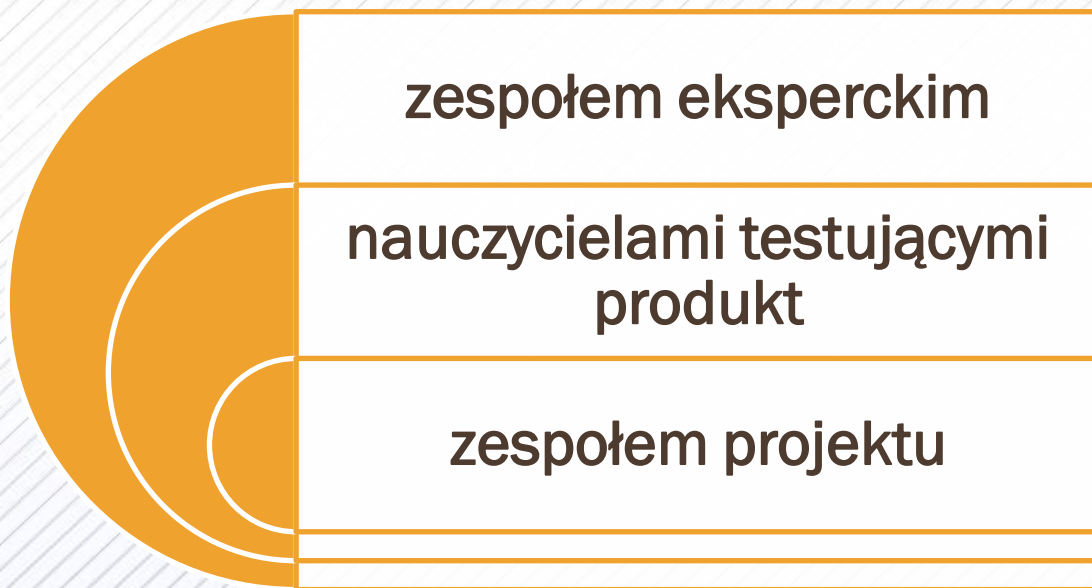 zespołem eksperckim
nauczycielami testującymi
produkt
zespołem projektu